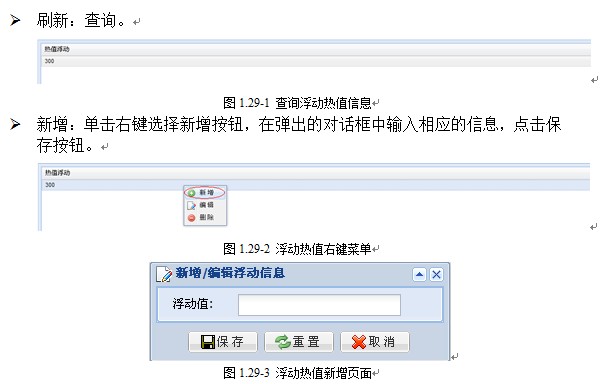 刷新：查询。
热值浮动
300
图 1.29-1 查询浮动热值信息
新增：单击右键选择新增按钮，在弹出的对话框中输入相应的信息，点击保
存按钮。
热值浮动
300
新增
编辑
删除
图 1.29-2 浮动热值右键菜单
新增/编辑浮动信息
浮动值：
保存 重置 取消
图 1.29-3 浮动热值新增页面